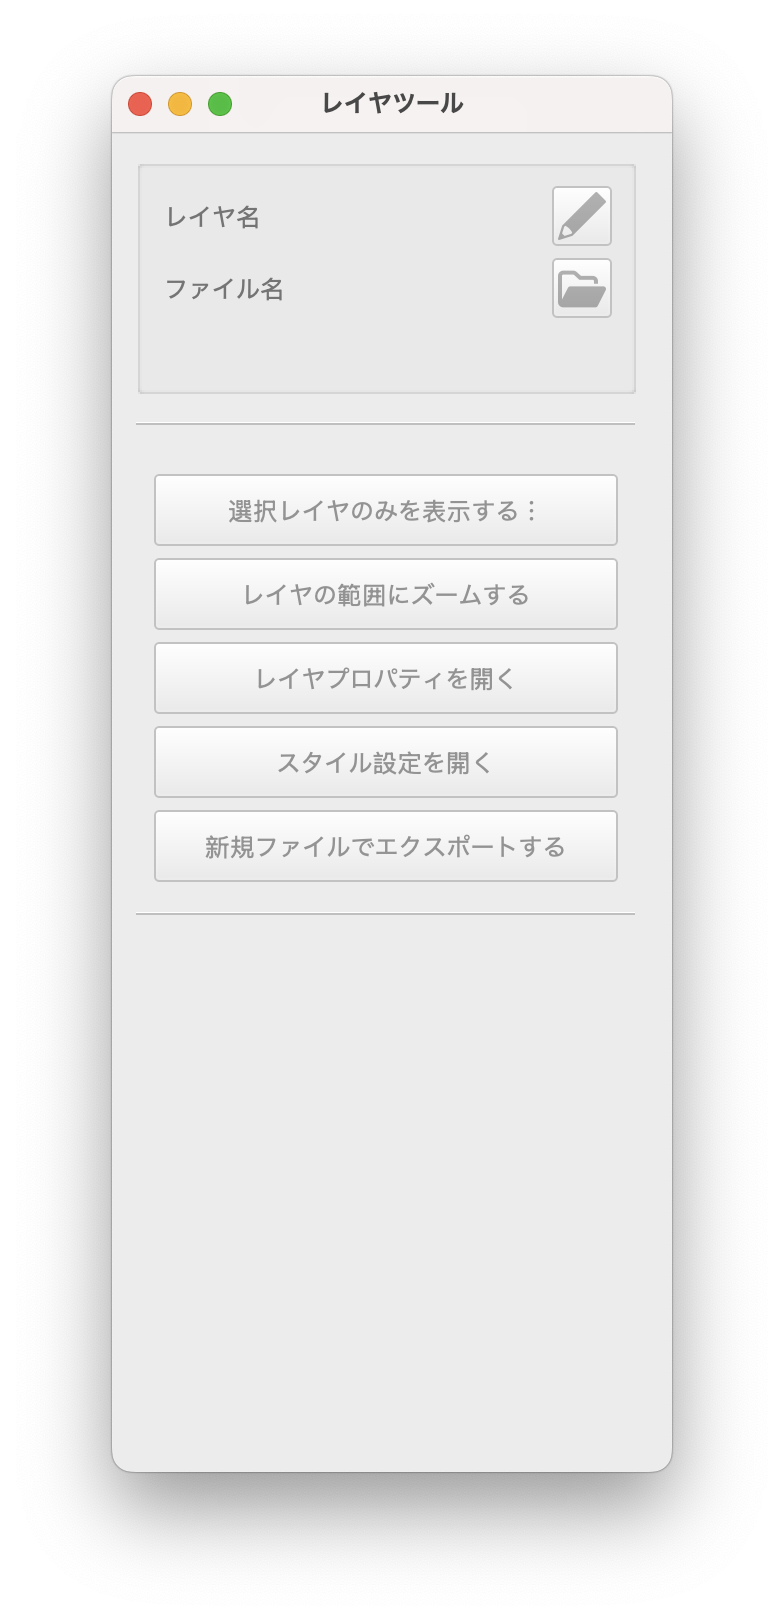 レイヤツール
レイヤ名
ファイル名
選択レイヤのみを表示する⋮
レイヤの範囲にズームする
レイヤプロパティを開く
スタイル設定を開く
新規ファイルでエクスポートする